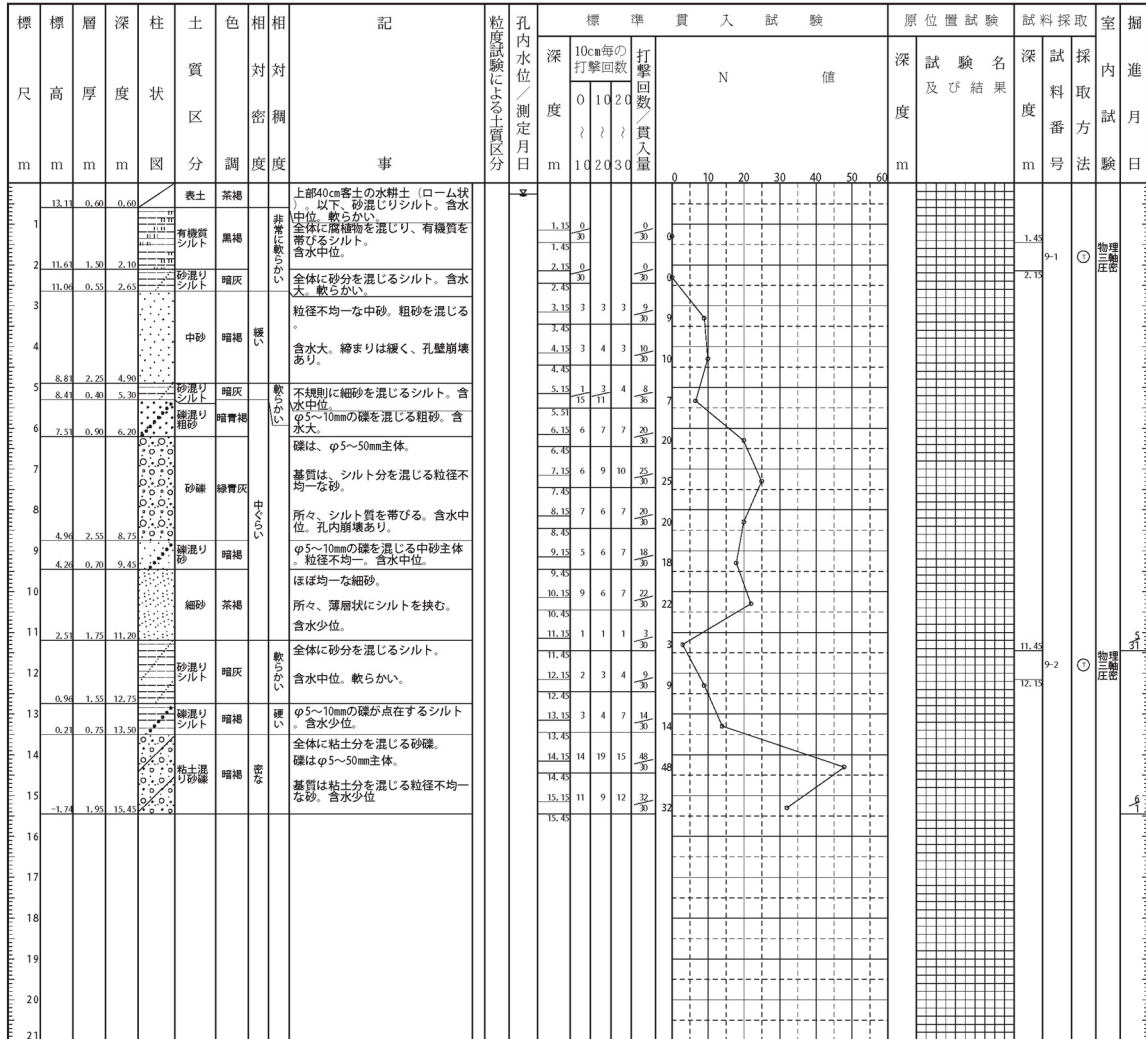 標尺 m
標高 m
層厚 m
深度 m
柱状図
土質区分
色調
相対密度
相対稠度
記事
粒度試験による土質区分
孔内水位/測定月日
標準貫入試験
深度 m
10cm毎の
打撃回数
0 10 20
~ ~ ~
10 20 30
打撃回数/貫入量
N 値
0 10 20 30 40 50 60
原位置試験
深度 m
試験名
及び結果
試料採取
深度 m
試料番号
採取方法
室内試験
掘進月日
13.11 0.60 0.60 表土 茶褐
上部40cm客土の水耕土(ローム状
)。以下、砂混じりシルト。含水
中位。軟らかい。
11.61 1.50 2.10 有機質
シルト 黒褐
非常に軟らかい
全体に腐植物を混じり、有機質を
帯びるシルト。
含水中位。
11.06 0.55 2.65 砂混り
シルト 暗灰
全体に砂分を混じるシルト。含水
大。軟らかい。
8.81 2.25 4.90 中砂 暗褐 緩い
粒径不均一な中砂。粗砂を混じる
。
含水大。締まりは緩く、孔壁崩壊
あり。
8.41 0.40 5.30 砂混り
シルト 暗灰 軟らかい
不規則に細砂を混じるシルト。含
水中位。
7.51 0.90 6.20 礫混り
粗砂 暗青褐
φ5~10mmの礫を混じる粗砂。含
水大。
4.96 2.55 8.75 砂礫 緑青灰 中ぐらい
礫は、φ5~50mm主体。
基質は、シルト分を混じる粒径不
均一な砂。
所々、シルト質を帯びる。含水中
位。孔内崩壊あり。
4.26 0.70 9.45 礫混り
砂 暗褐
φ5~10mmの礫を混じる中砂主体
。粒径不均一。含水中位。
2.51 1.75 11.20 細砂 茶褐
ほぼ均一な細砂。
所々、薄層状にシルトを挟む。
含水少位。
0.96 1.55 12.75 砂混り
シルト 暗灰 軟らかい
全体に砂分を混じるシルト。
含水中位。軟らかい。
0.21 0.75 13.50 礫混り
シルト 暗褐 硬い
φ5~10mmの礫が点在するシルト
。含水少位。
-1.74 1.95 15.45 粘土混
り砂礫 暗褐 密な
全体に粘土分を混じる砂礫。
礫はφ5~50mm主体。
基質は粘土分を混じる粒径不均一
な砂。含水少位
1
2
3
4
5
6
7
8
9
10
11
12
13
14
15
16
17
18
19
20
21
1.15 0/30 0/30 0
1.45
2.15 0/30 0/30 0
2.45
3.15 3 3 3 9/30 9
3.45
4.15 3 4 3 10/30 10
4.45
5.15 1/15 3/11 4 8/36 7
5.51
6.15 6 7 7 20/30 20
6.45
7.15 6 9 10 25/30 25
7.45
8.15 7 6 7 20/30 20
8.45
9.15 5 6 7 18/30 18
9.45
10.15 9 6 7 22/30 22
10.45
11.15 1 1 1 3/30 3
11.45
12.15 2 3 4 9/30 9
12.45
13.15 3 4 7 14/30 14
13.45
14.15 14 19 15 48/30 48
14.45
15.15 11 9 12 32/30 32
15.45
1.45
9-1 T 物理
三軸
圧密
2.15
11.45
9-2 T 物理
三軸
圧密
12.15
5/31
6/1